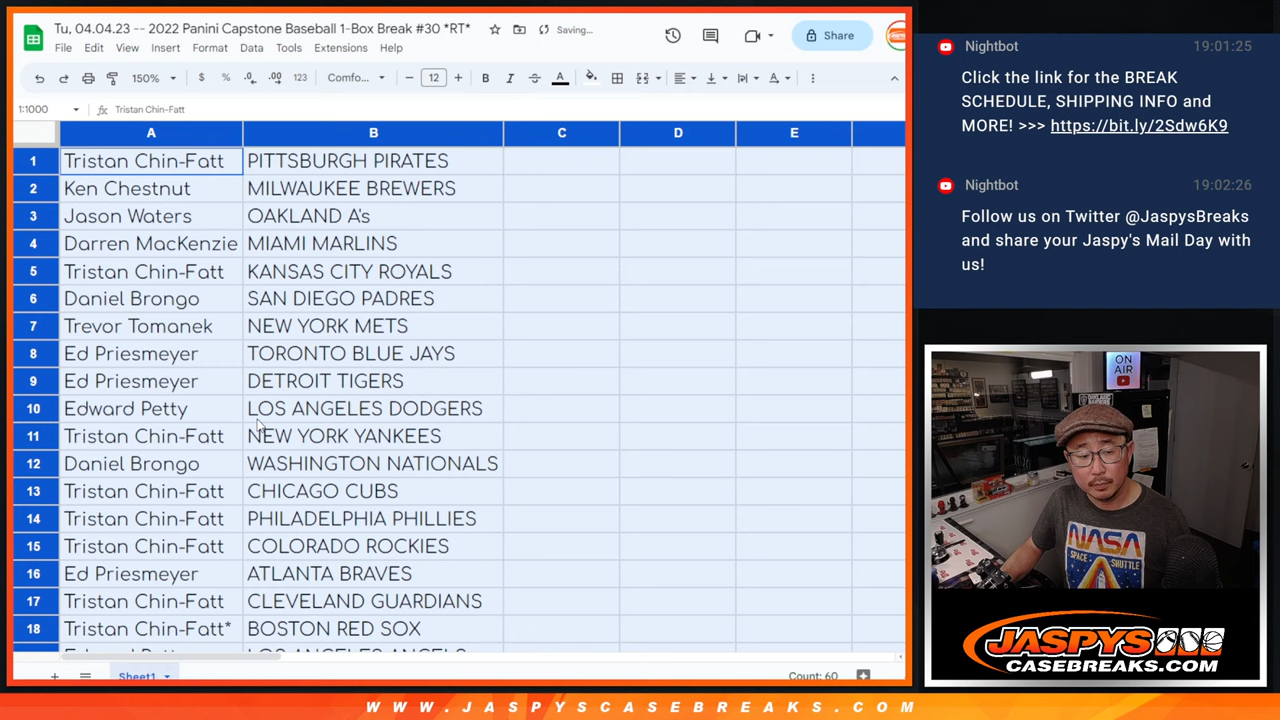 Tu, 04.04.23 -- 2022 Panini Capstone Baseball 1-Box Break #30 *RT*
Saving...
Share
File Edit View Insert Format Data Tools Extensions Help
150% $ % .0 .00 123 Comfo... - 12 + B I S A
1:1000 fx Tristan Chin-Fatt
A B C D E
1 Tristan Chin-Fatt PITTSBURGH PIRATES
2 Ken Chestnut MILWAUKEE BREWERS
3 Jason Waters OAKLAND A's
4 Darren MacKenzie MIAMI MARLINS
5 Tristan Chin-Fatt KANSAS CITY ROYALS
6 Daniel Brongo SAN DIEGO PADRES
7 Trevor Tomanek NEW YORK METS
8 Ed Priesmeyer TORONTO BLUE JAYS
9 Ed Priesmeyer DETROIT TIGERS
10 Edward Petty LOS ANGELES DODGERS
11 Tristan Chin-Fatt NEW YORK YANKEES
12 Daniel Brongo WASHINGTON NATIONALS
13 Tristan Chin-Fatt CHICAGO CUBS
14 Tristan Chin-Fatt PHILADELPHIA PHILLIES
15 Tristan Chin-Fatt COLORADO ROCKIES
16 Ed Priesmeyer ATLANTA BRAVES
17 Tristan Chin-Fatt CLEVELAND GUARDIANS
18 Tristan Chin-Fatt* BOSTON RED SOX
Edward Petty LOS ANGELES ANGELS
+ Sheet1 Count: 60
Nightbot 19:01:25
Click the link for the BREAK
SCHEDULE, SHIPPING INFO and
MORE! >>> https://bit.ly/2Sdw6K9
Nightbot 19:02:26
Follow us on Twitter @JaspysBreaks
and share your Jaspy's Mail Day with
us!
ON
AIR
NASA
SPACE SHUTTLE
JASPYS
CASEBREAKS.COM
WWW.JASPYSCASEBREAKS.COM